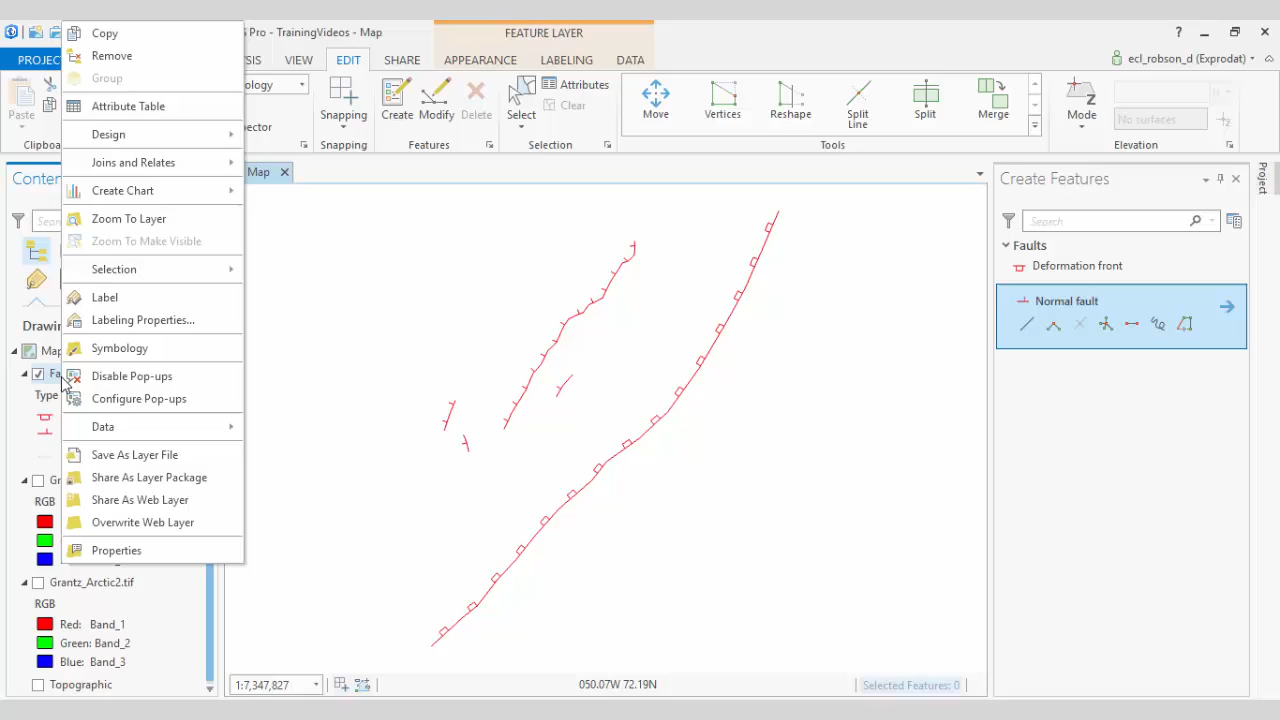 S Pro - TrainingVideos - Map
FEATURE LAYER
?
PROJEC
SIS
VIEW
EDIT
SHARE
APPEARANCE
LABELING
DATA
ecl_robson_d (Exprodat)
Paste
ology
pector
Clipboa
Snapping
Snapping
Create
Modify
Delete
Features
Select
Attributes
Clear
Selection
Move
Vertices
Reshape
Split
Line
Split
Merge
Tools
Mode
No surfaces
Elevation
Copy
Remove
Group
Attribute Table
Design
Joins and Relates
Create Chart
Zoom To Layer
Zoom To Make Visible
Selection
Label
Labeling Properties...
Symbology
Disable Pop-ups
Configure Pop-ups
Data
Save As Layer File
Share As Layer Package
Share As Web Layer
Overwrite Web Layer
Properties
Conten
Sear
Drawin
Map
Fa
Type
Gr
RGB
Grantz_Arctic2.tif
RGB
Red: Band_1
Green: Band_2
Blue: Band_3
Topographic
Map
1:7,347,827
050.07W 72.19N
Selected Features: 0
Create Features
Search
Faults
Deformation front
Normal fault
Project